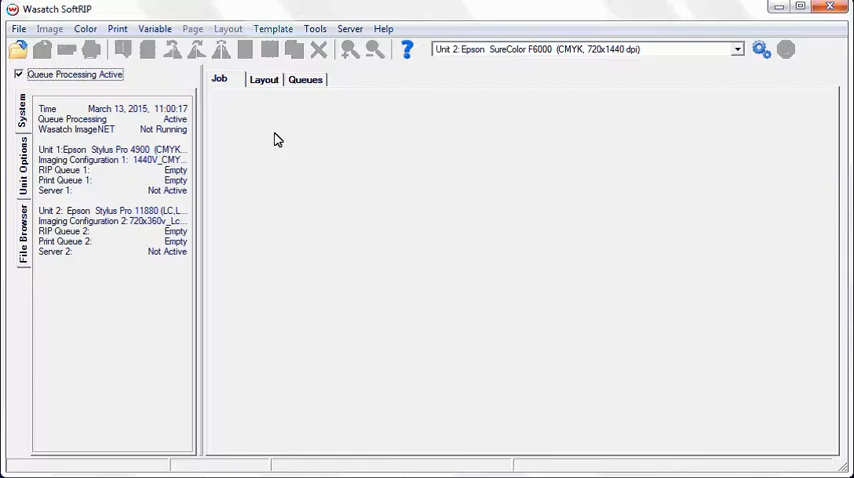 Wasatch SoftRIP
File Image Color Print Variable Page Layout Template Tools Server Help
Unit 2: Epson SureColor F6000 (CMYK, 720x1440 dpi)
Queue Processing Active
Job Layout Queues
System
Unit Options
File Browser
Time March 13, 2015, 11:00:17
Queue Processing Active
Wasatch ImageNET Not Running
Unit 1:Epson Stylus Pro 4900 (CMYK...
Imaging Configuration 1: 1440V_CMY...
RIP Queue 1: Empty
Print Queue 1: Empty
Server 1: Not Active
Unit 2: Epson Stylus Pro 11880 (LC,L...
Imaging Configuration 2:720x360v_Lc...
RIP Queue 2: Empty
Print Queue 2: Empty
Server 2: Not Active